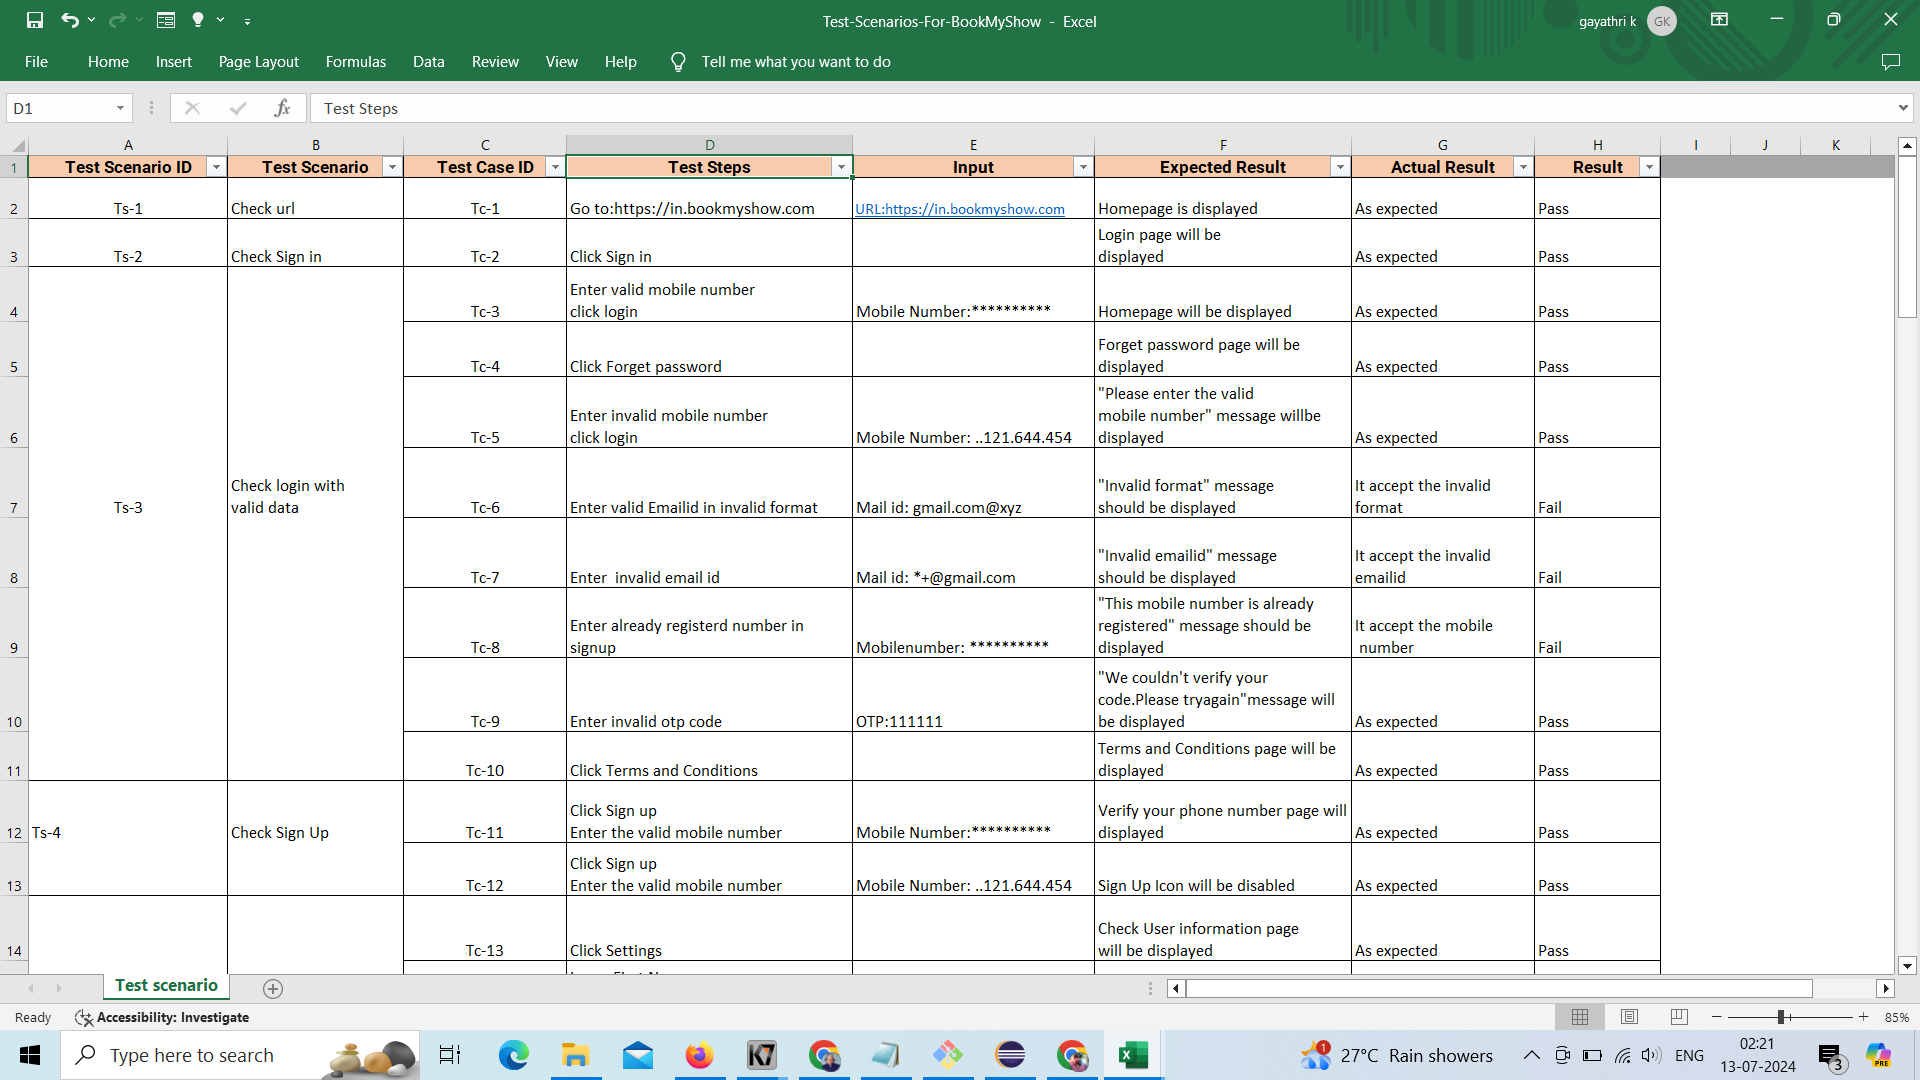 Test-Scenarios-For-BookMyShow - Excel
gayathri k
GK
File Home Insert Page Layout Formulas Data Review View Help Tell me what you want to do
D1
fx
Test Steps
A B C D E F G H I J K
1 Test Scenario ID Test Scenario Test Case ID Test Steps Input Expected Result Actual Result Result
2 Ts-1 Check url Tc-1 Go to:https://in.bookmyshow.com URL:https://in.bookmyshow.com Homepage is displayed As expected Pass
Login page will be
3 Ts-2 Check Sign in Tc-2 Click Sign in displayed As expected Pass
Enter valid mobile number
4 Tc-3 click login Mobile Number:********** Homepage will be displayed As expected Pass
Forget password page will be
5 Tc-4 Click Forget password displayed As expected Pass
"Please enter the valid
Enter invalid mobile number mobile number" message willbe
6 Tc-5 click login Mobile Number: ..121.644.454 displayed As expected Pass
Check login with "Invalid format" message It accept the invalid
7 Ts-3 valid data Tc-6 Enter valid Emailid in invalid format Mail id: gmail.com@xyz should be displayed format Fail
"Invalid emailid" message It accept the invalid
8 Tc-7 Enter  invalid email id Mail id: *+@gmail.com should be displayed emailid Fail
"This mobile number is already
Enter already registerd number in registered" message should be It accept the mobile
9 Tc-8 signup Mobilenumber: ********** displayed number Fail
"We couldn't verify your
code.Please tryagain"message will
10 Tc-9 Enter invalid otp code OTP:111111 be displayed As expected Pass
Terms and Conditions page will be
11 Tc-10 Click Terms and Conditions displayed As expected Pass
Click Sign up Verify your phone number page will
12 Ts-4 Check Sign Up Tc-11 Enter the valid mobile number Mobile Number:********** displayed As expected Pass
Click Sign up
13 Tc-12 Enter the valid mobile number Mobile Number: ..121.644.454 Sign Up Icon will be disabled As expected Pass
Check User information page
14 Tc-13 Click Settings will be displayed As expected Pass
Test scenario
Ready Accessibility: Investigate 85%
Type here to search
K7
1
27°C Rain showers
ENG
02:21
13-07-2024
3
PRE